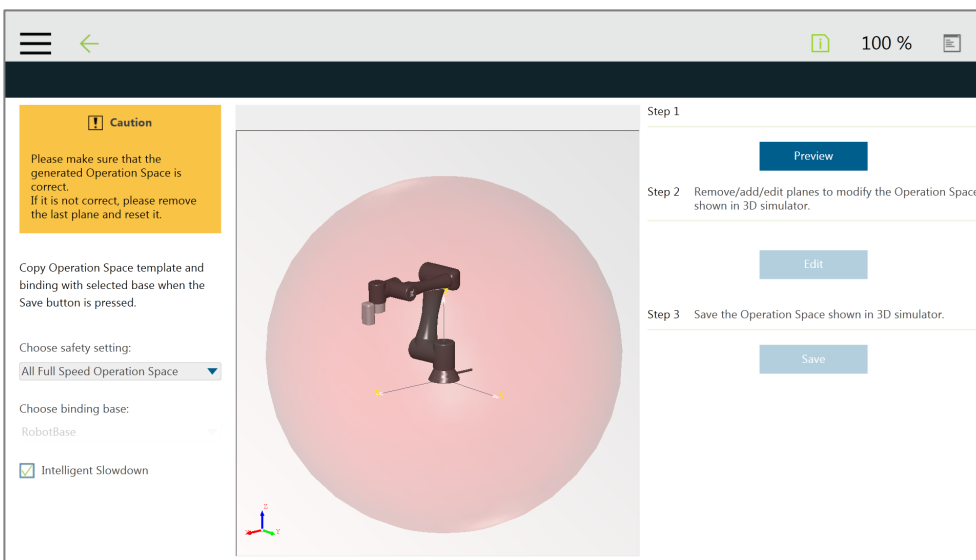 100 %
Caution
Please make sure that the
generated Operation Space is
correct.
If it is not correct, please remove
the last plane and reset it.
Copy Operation Space template and
binding with selected base when the
Save button is pressed.
Choose safety setting:
All Full Speed Operation Space
Choose binding base:
RobotBase
Intelligent Slowdown
Z
X
Y
Step 1
Preview
Step 2 Remove/add/edit planes to modify the Operation Space
shown in 3D simulator.
Edit
Step 3 Save the Operation Space shown in 3D simulator.
Save